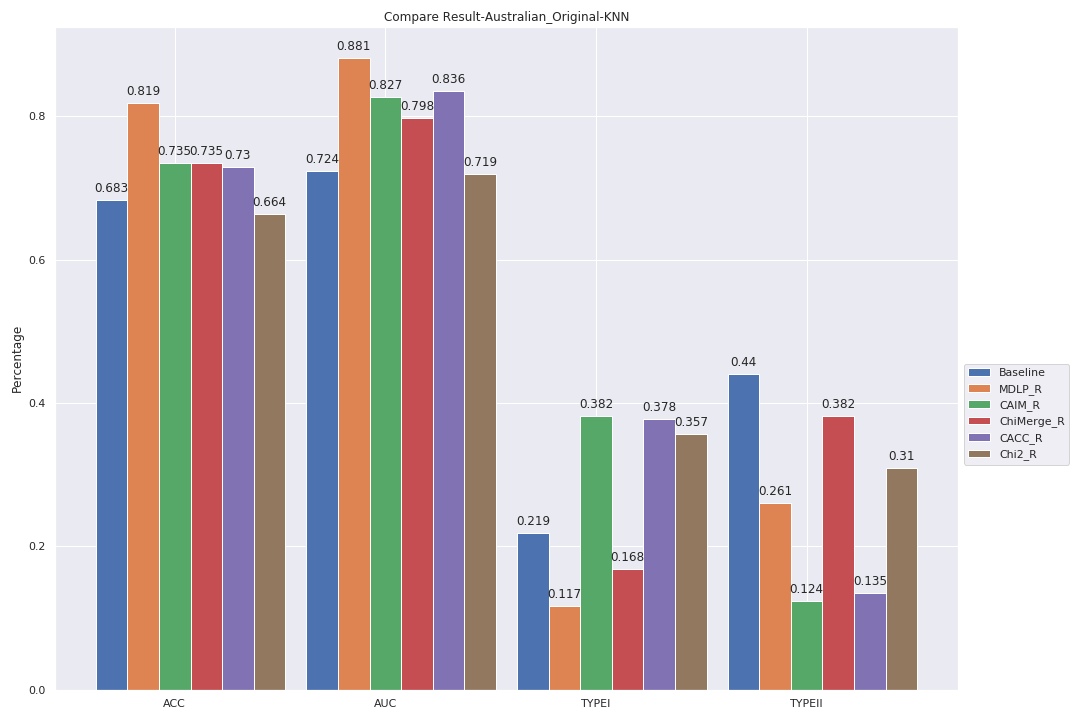 Compare Result-Australian_Original-KNN
Percentage
0.8
0.6
0.4
0.2
0.0
0.683
0.819
0.735
0.735
0.73
0.664
0.724
0.881
0.827
0.798
0.836
0.719
0.219
0.117
0.382
0.168
0.378
0.357
0.44
0.261
0.124
0.382
0.135
0.31
ACC
AUC
TYPEI
TYPEII
Baseline
MDLP_R
CAIM_R
ChiMerge_R
CACC_R
Chi2_R